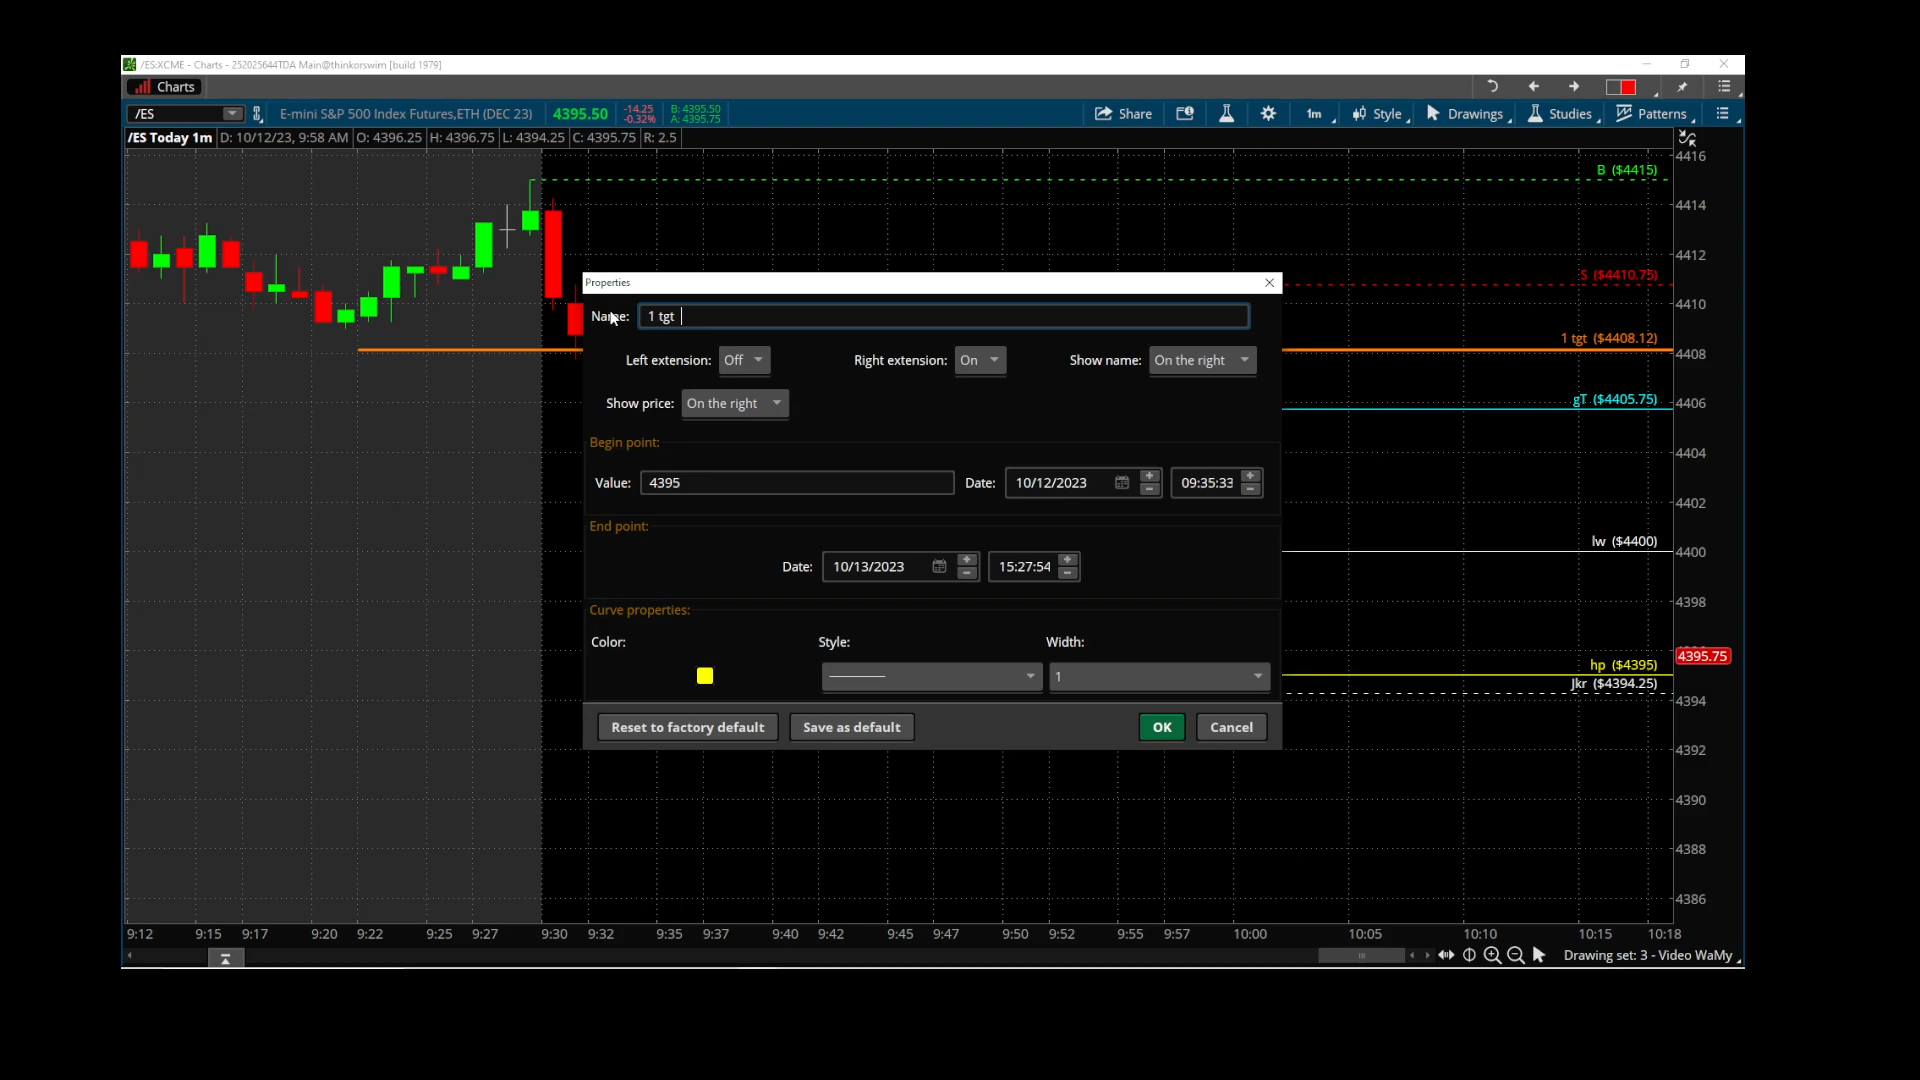 /ES:XCME - Charts - 252025644TDA Main@thinkorswim [build 1979]
Charts
/ES E-mini S&P 500 Index Futures,ETH (DEC 23) 4395.50 -14.25 -0.32% B: 4395.50 A: 4395.75 Share 1m Style Drawings Studies Patterns
/ES Today 1m D: 10/12/23, 9:58 AM O: 4396.25 H: 4396.75 L: 4394.25 C: 4395.75 R: 2.5
4416
B ($4415)
4414
4412
S ($4410.75)
Properties
4410
Name: 1 tgt
1 tgt ($4408.12)
4408
Left extension: Off Right extension: On Show name: On the right
gT ($4405.75)
4406
Show price: On the right
Begin point:
4404
Value: 4395 Date: 10/12/2023 09:35:33
4402
End point:
lw ($4400)
4400
Date: 10/13/2023 15:27:54
4398
Curve properties:
Color: Style: Width:
4395.75
hp ($4395)
1
Jkr ($4394.25)
4394
Reset to factory default Save as default OK Cancel
4392
4390
4388
4386
9:12 9:15 9:17 9:20 9:22 9:25 9:27 9:30 9:32 9:35 9:37 9:40 9:42 9:45 9:47 9:50 9:52 9:55 9:57 10:00 10:05 10:10 10:15 10:18
Drawing set: 3 - Video WaMy